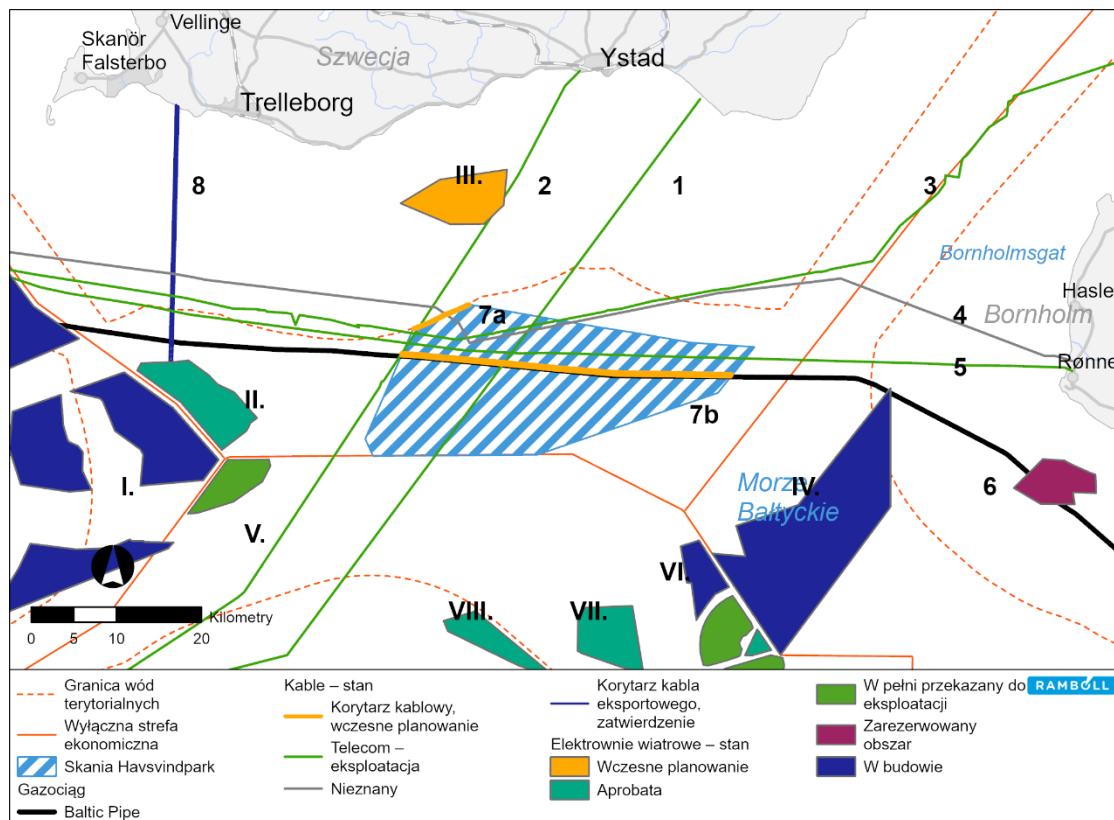 Vellinge
Skanör
Falsterbo
Szwecja
Ystad
Trelleborg
III.
2
1
8
3
Bornholmsgat
Hasle
7a
4
Bornholm
5
Rønne
II.
7b
I.
Morze
Bałtyckie
IV.
6
V.
VI.
VIII.
VII.
Kilometry
0 5 10 20
Granica wód
terytorialnych
Wyłączna strefa
ekonomiczna
Skania Havsvindpark
Gazociąg
Baltic Pipe
Kable – stan
Korytarz kablowy,
wczesne planowanie
Telecom –
eksploatacja
Nieznany
Korytarz kabla
eksportowego,
zatwierdzenie
Elektrownie wiatrowe – stan
Wczesne planowanie
Aprobata
W pełni przekazany do
eksploatacji
Zarezerwowany
obszar
W budowie
RAMBOLL